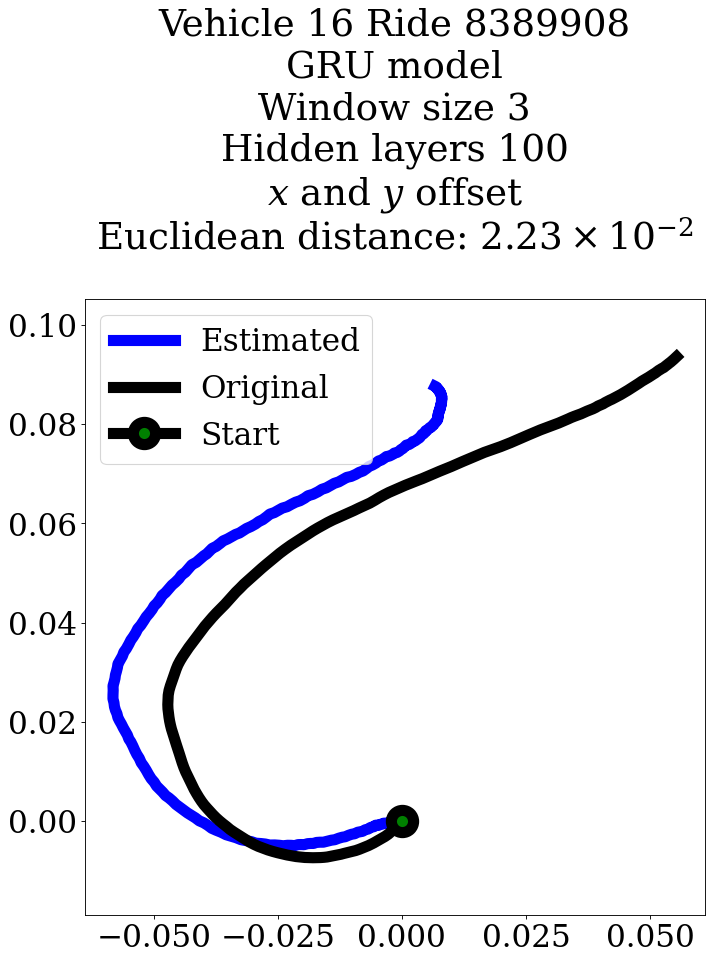 Vehicle 16 Ride 8389908
GRU model
Window size 3
Hidden layers 100
x and y offset
Euclidean distance: 2.23 × 10⁻²
Estimated
Original
Start
0.10
0.08
0.06
0.04
0.02
0.00
−0.050 −0.025 0.000 0.025 0.050